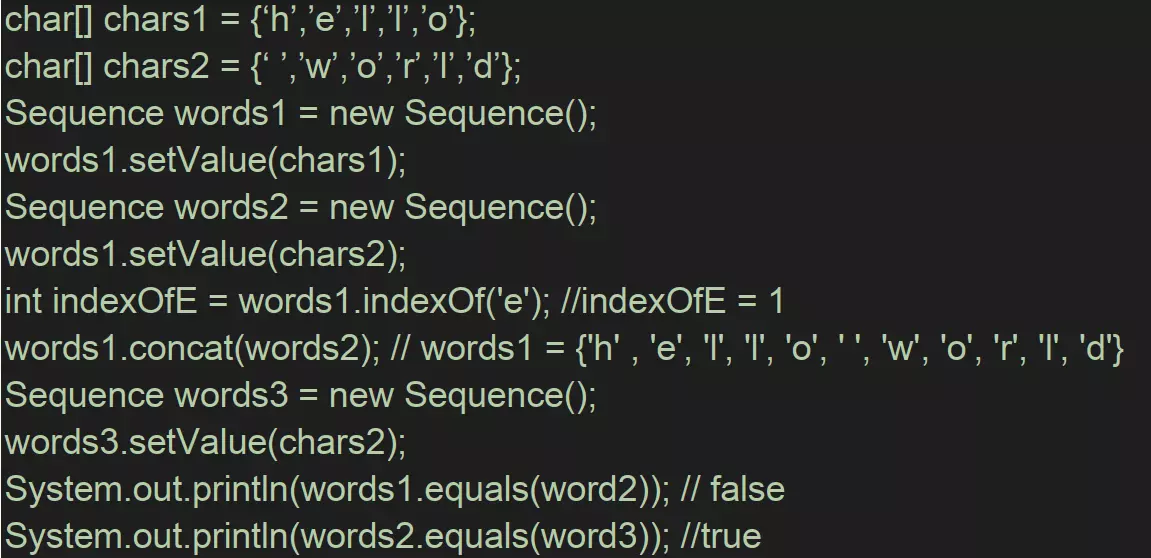 char[] chars1 = {‘h’,’e’,’l’,’l’,’o’};
char[] chars2 = {‘ ’,’w’,’o’,’r’,’l’,’d’};
Sequence words1 = new Sequence();
words1.setValue(chars1);
Sequence words2 = new Sequence();
words1.setValue(chars2);
int indexOfE = words1.indexOf('e'); //indexOfE = 1
words1.concat(words2); // words1 = {'h' , 'e', 'l', 'l', 'o', ' ', 'w', 'o', 'r', 'l', 'd'}
Sequence words3 = new Sequence();
words3.setValue(chars2);
System.out.println(words1.equals(word2)); // false
System.out.println(words2.equals(word3)); //true